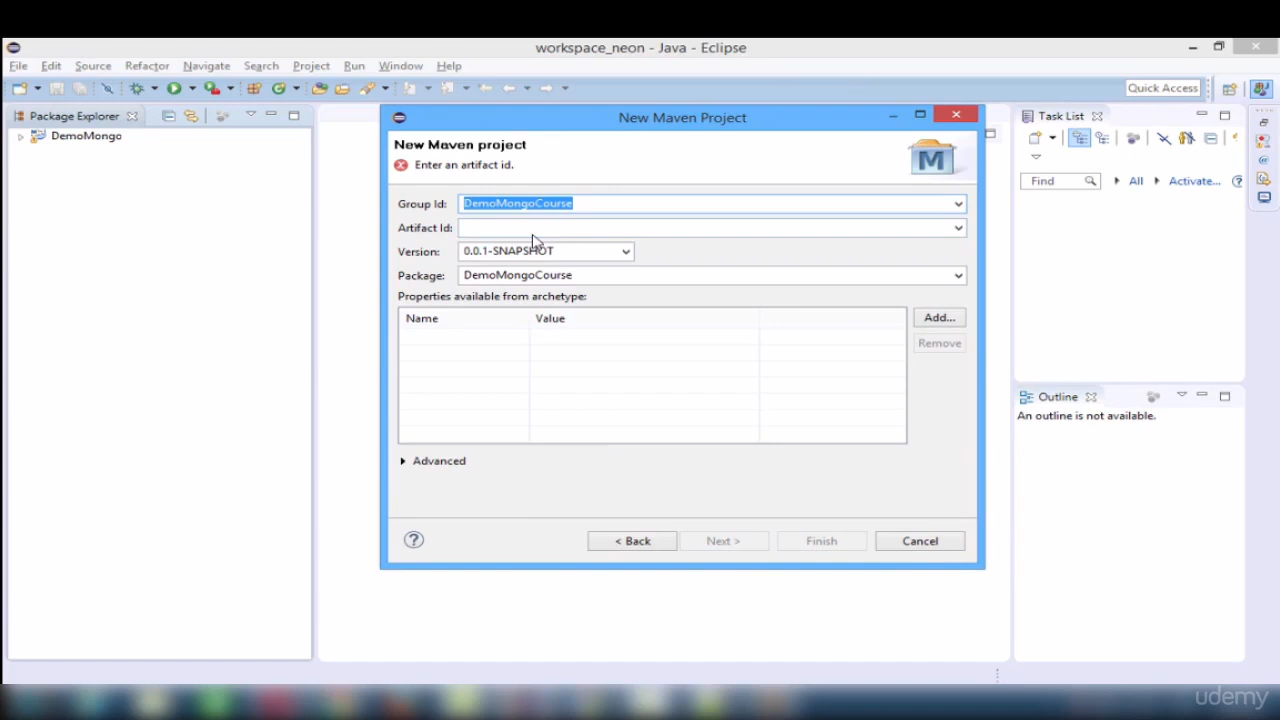 workspace_neon - Java - Eclipse
File Edit Source Refactor Navigate Search Project Run Window Help
Quick Access
Package Explorer
DemoMongo
New Maven Project
New Maven project
Enter an artifact id.
M
Group Id: DemoMongoCourse
Artifact Id:
Version: 0.0.1-SNAPSHOT
Package: DemoMongoCourse
Properties available from archetype:
Name Value
Add...
Remove
Advanced
< Back Next > Finish Cancel
Task List
Find All Activate...
Outline
An outline is not available.
udemy